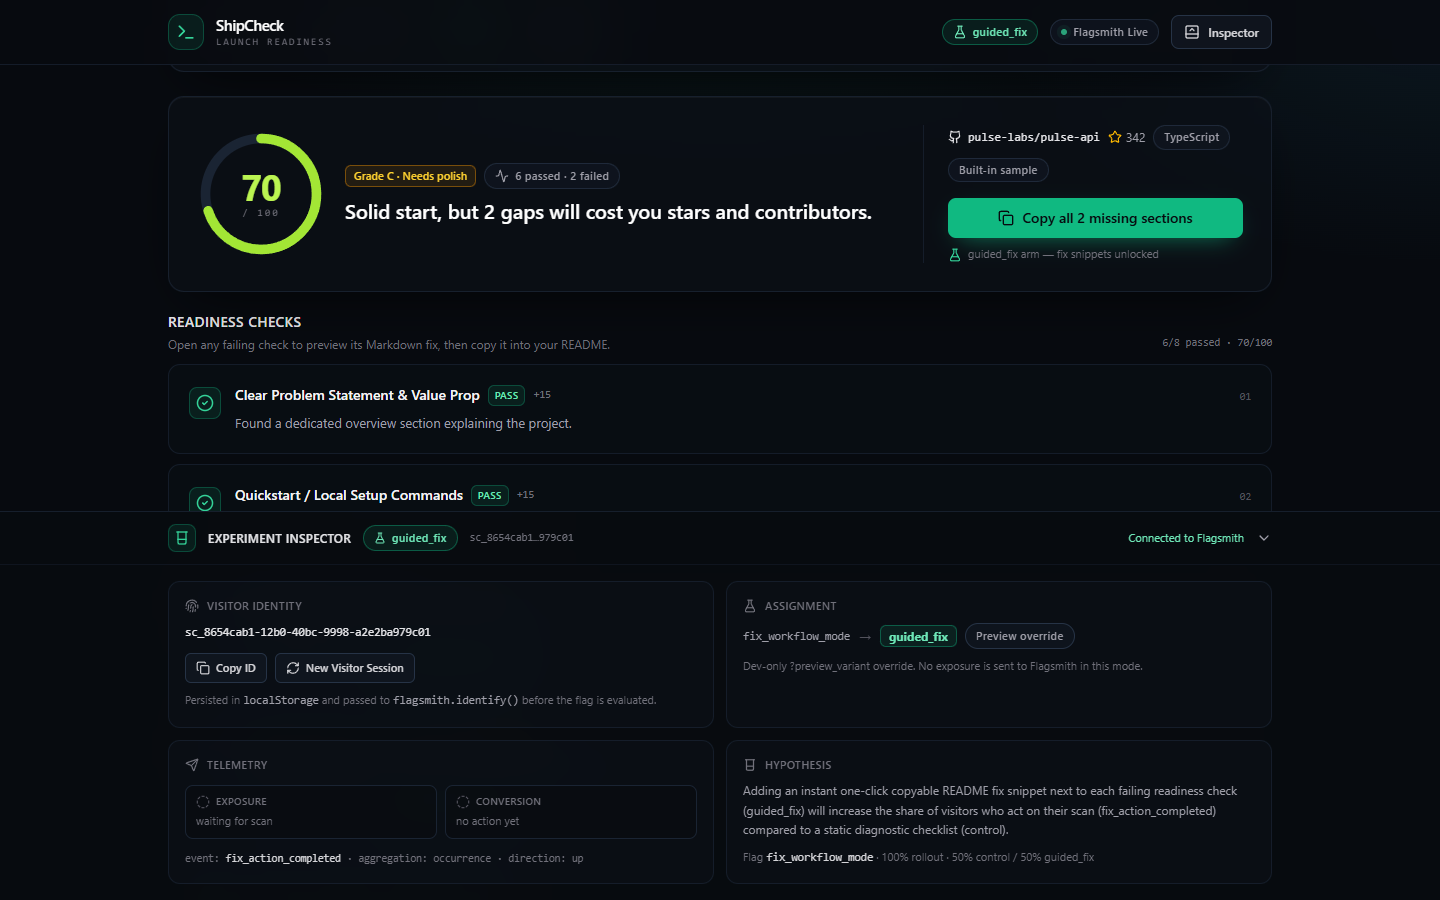 ShipCheck
LAUNCH READINESS
guided_fix
Flagsmith Live
Inspector
70
/ 100
Grade C · Needs polish
6 passed · 2 failed
Solid start, but 2 gaps will cost you stars and contributors.
pulse-labs/pulse-api
342
TypeScript
Built-in sample
Copy all 2 missing sections
guided_fix arm — fix snippets unlocked
READINESS CHECKS
Open any failing check to preview its Markdown fix, then copy it into your README.
6/8 passed · 70/100
Clear Problem Statement & Value Prop PASS +15
01
Found a dedicated overview section explaining the project.
Quickstart / Local Setup Commands PASS +15
02
EXPERIMENT INSPECTOR
guided_fix
sc_8654cab1…979c01
Connected to Flagsmith
VISITOR IDENTITY
sc_8654cab1-12b0-40bc-9998-a2e2ba979c01
Copy ID
New Visitor Session
Persisted in localStorage and passed to flagsmith.identify() before the flag is evaluated.
ASSIGNMENT
fix_workflow_mode → guided_fix Preview override
Dev-only ?preview_variant override. No exposure is sent to Flagsmith in this mode.
TELEMETRY
EXPOSURE
waiting for scan
CONVERSION
no action yet
event: fix_action_completed · aggregation: occurrence · direction: up
HYPOTHESIS
Adding an instant one-click copyable README fix snippet next to each failing readiness check
(guided_fix) will increase the share of visitors who act on their scan (fix_action_completed)
compared to a static diagnostic checklist (control).
Flag fix_workflow_mode · 100% rollout · 50% control / 50% guided_fix